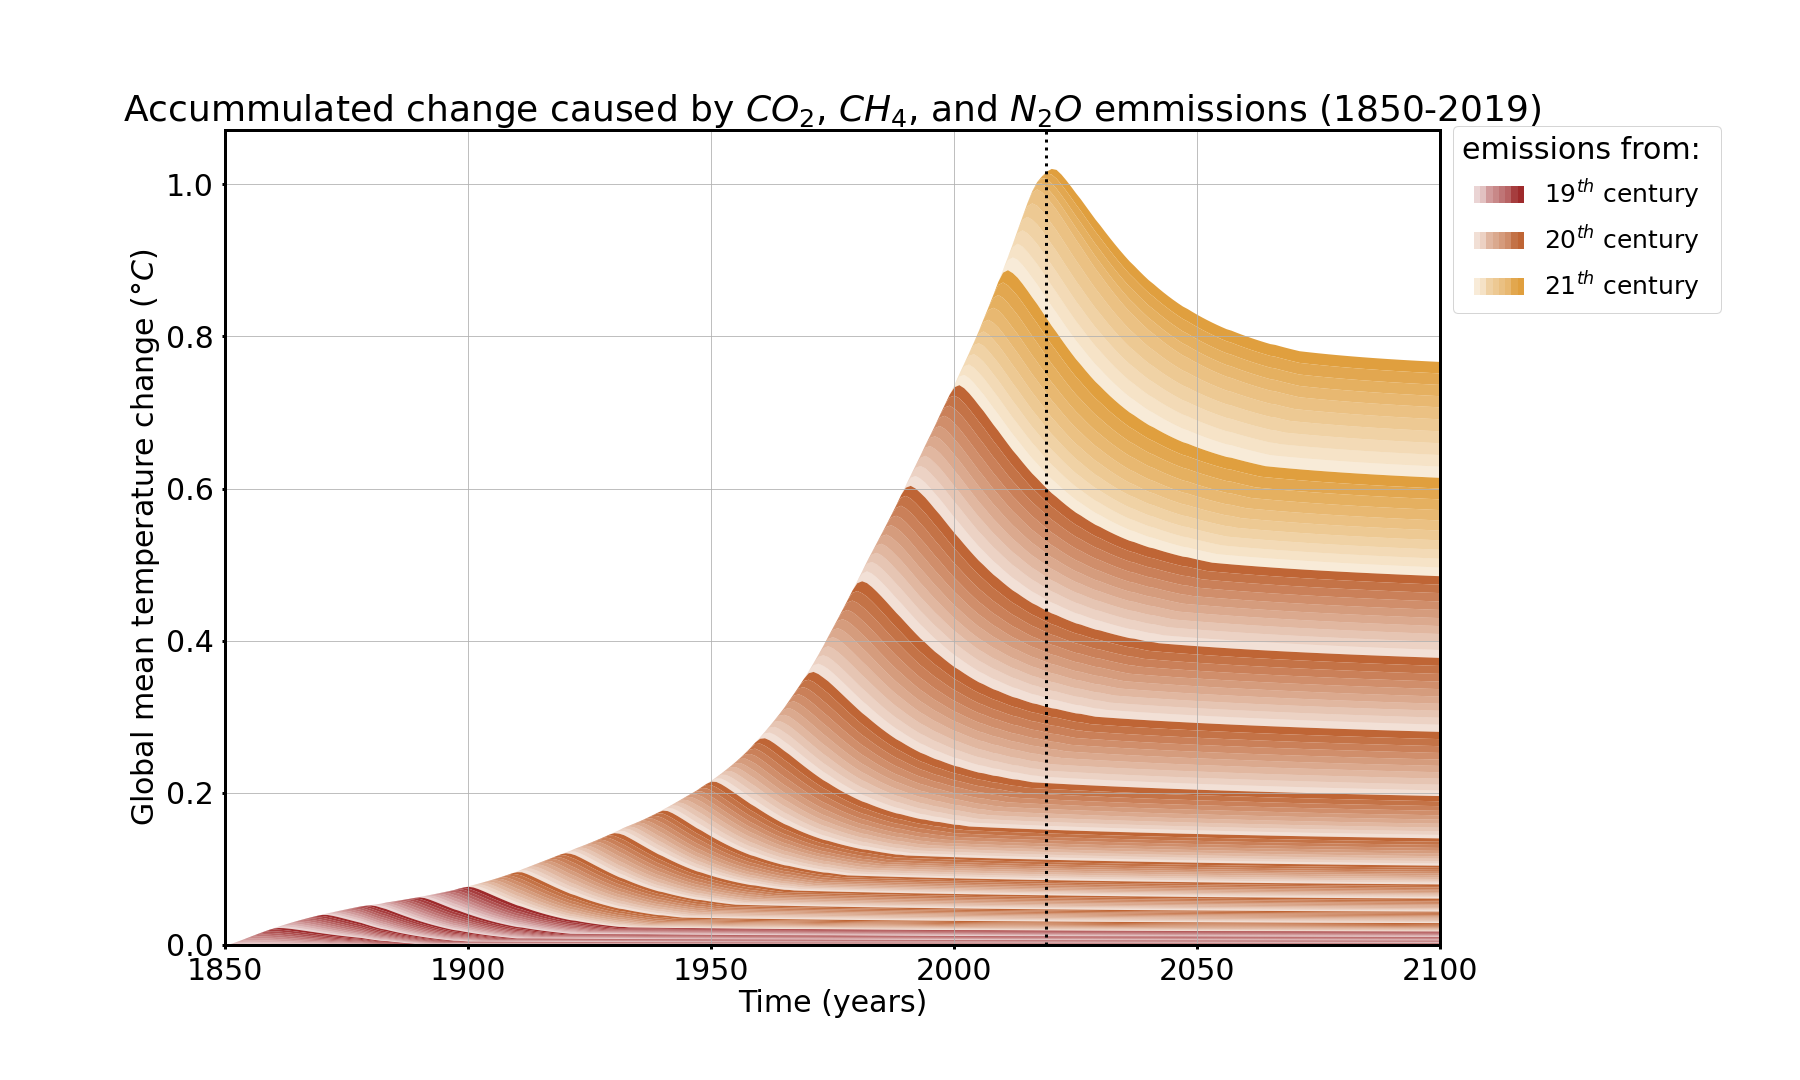 Accummulated change caused by CO₂, CH₄, and N₂O emmissions (1850-2019)
emissions from:
19ᵗʰ century
20ᵗʰ century
21ᵗʰ century
Global mean temperature change (°C)
1.0
0.8
0.6
0.4
0.2
0.0
1850 1900 1950 2000 2050 2100
Time (years)